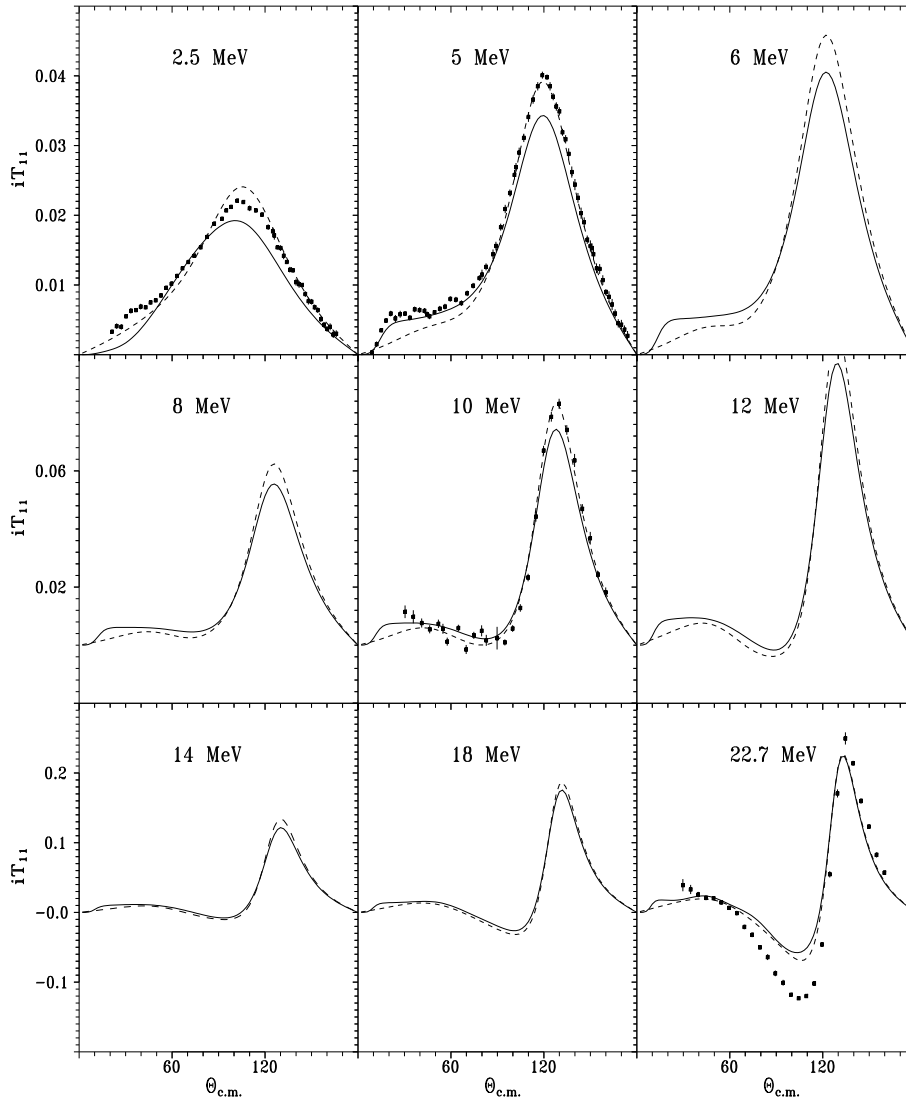 2.5 MeV
5 MeV
6 MeV
0.04
0.03
iT₁₁
0.02
0.01
8 MeV
10 MeV
12 MeV
0.06
iT₁₁
0.02
14 MeV
18 MeV
22.7 MeV
0.2
0.1
iT₁₁
−0.0
−0.1
60 120 60 120 60 120
Θc.m. Θc.m. Θc.m.